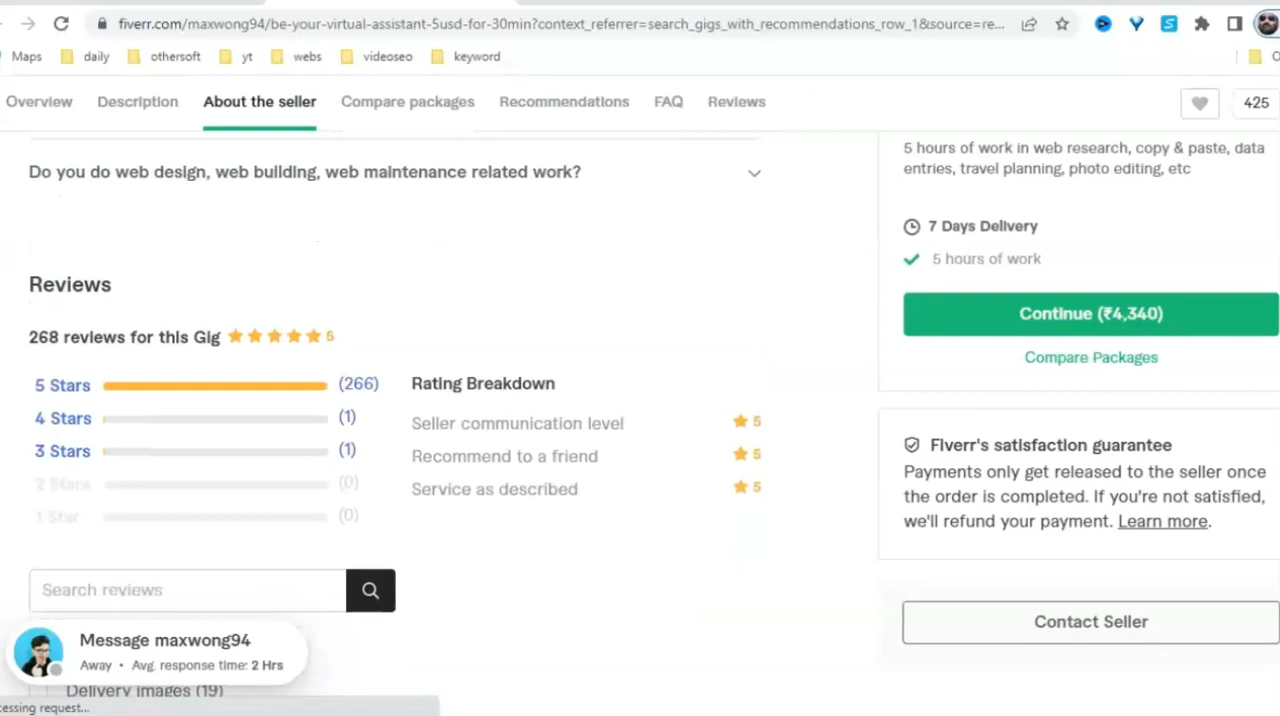 fiverr.com/maxwong94/be-your-virtual-assistant-5usd-for-30min?context_referrer=search_gigs_with_recommendations_row_1&source=re...
Maps daily othersoft yt webs videoseo keyword
Overview Description About the seller Compare packages Recommendations FAQ Reviews
425
Do you do web design, web building, web maintenance related work?
Reviews
268 reviews for this Gig 5
5 Stars (266)
4 Stars (1)
3 Stars (1)
2 Stars (0)
1 Star (0)
Rating Breakdown
Seller communication level 5
Recommend to a friend 5
Service as described 5
Search reviews
Message maxwong94
Away • Avg. response time: 2 Hrs
Delivery images (19)
cessing request...
5 hours of work in web research, copy & paste, data
entries, travel planning, photo editing, etc
7 Days Delivery
5 hours of work
Continue (₹4,340)
Compare Packages
Fiverr's satisfaction guarantee
Payments only get released to the seller once
the order is completed. If you're not satisfied,
we'll refund your payment. Learn more.
Contact Seller